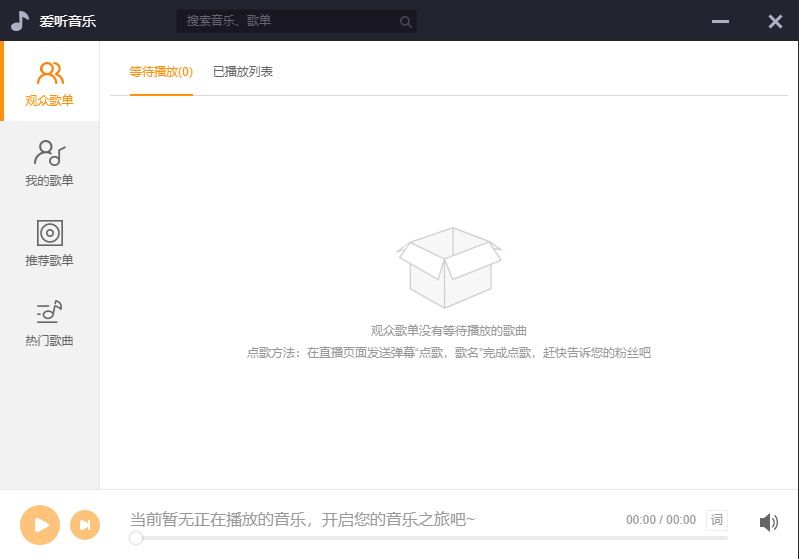 爱听音乐
搜索音乐、歌单
观众歌单
我的歌单
推荐歌单
热门歌曲
等待播放(0) 已播放列表
观众歌单没有等待播放的歌曲
点歌方法：在直播页面发送弹幕“点歌，歌名”完成点歌，赶快告诉您的粉丝吧
当前暂无正在播放的音乐，开启您的音乐之旅吧~
00:00 / 00:00 词